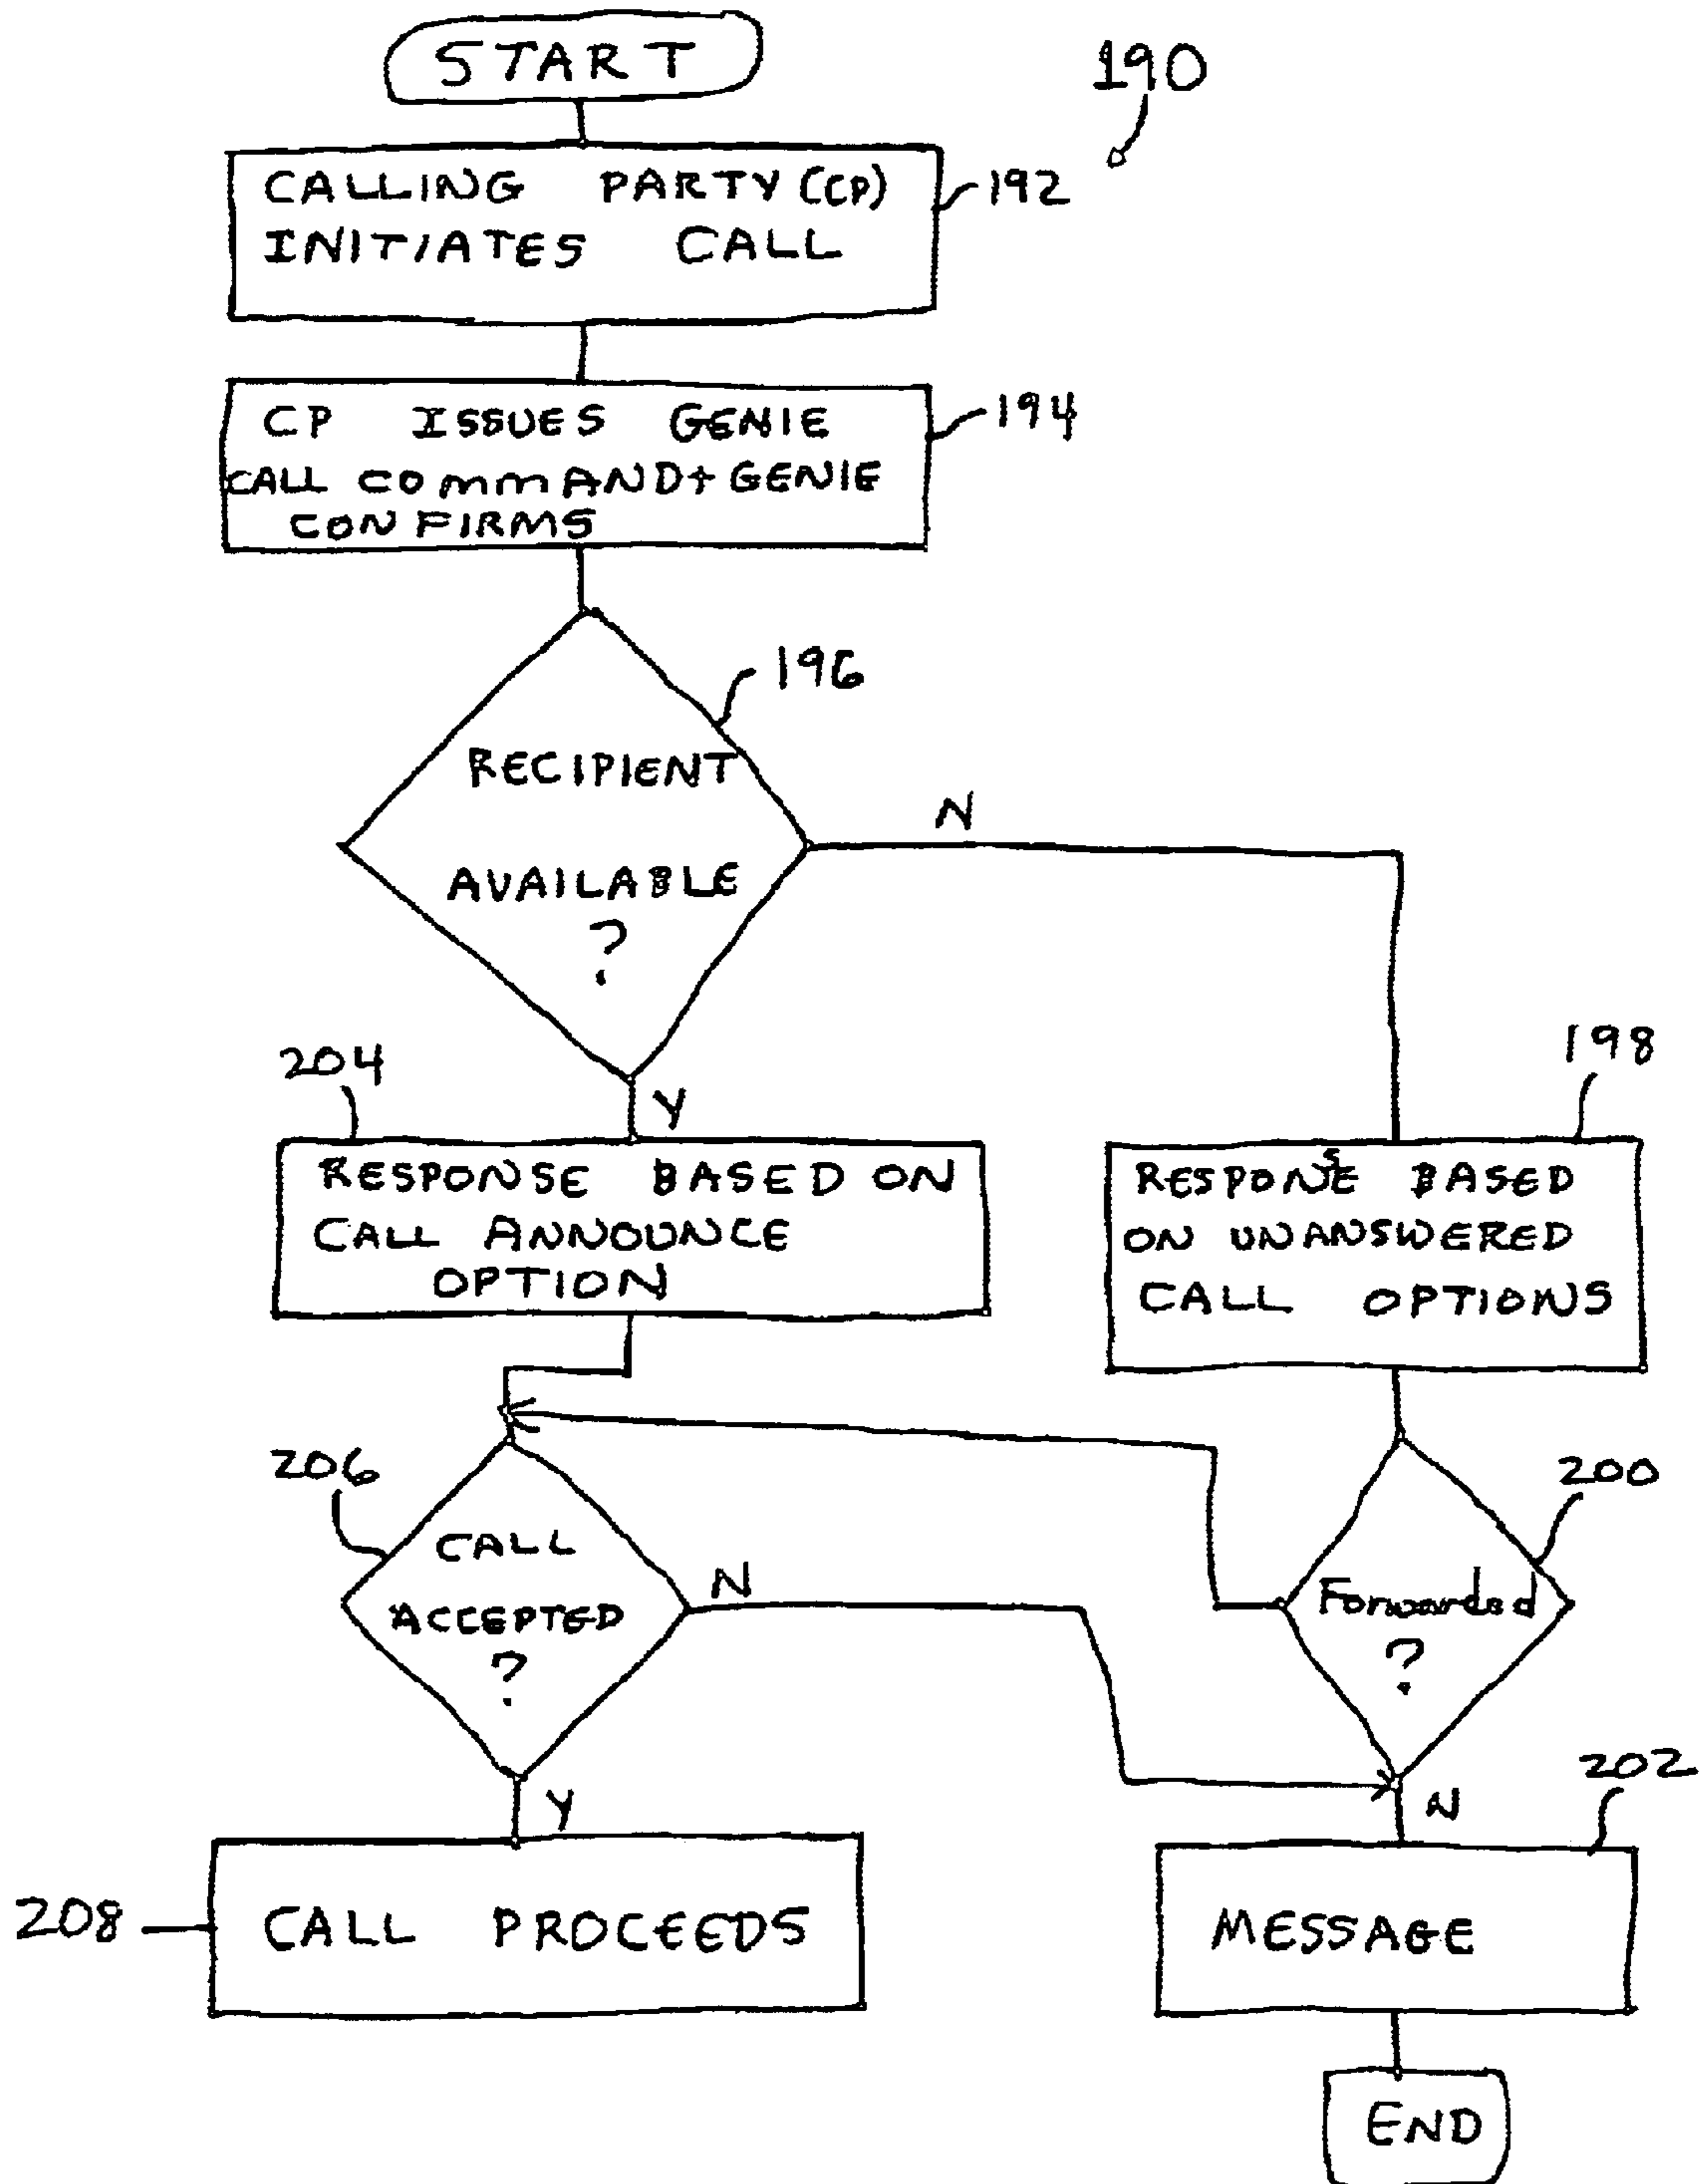 START
190
CALLING PARTY (CP)
INITIATES CALL
192
CP ISSUES GENIE
CALL COMMAND + GENIE
CONFIRMS
194
196
RECIPIENT
AVAILABLE
?
N
Y
204
RESPONSE BASED ON
CALL ANNOUNCE
OPTION
198
RESPONSE BASED
ON UNANSWERED
CALL OPTIONS
206
CALL
ACCEPTED
?
N
Y
200
Forwarded
?
N
202
208
CALL PROCEEDS
MESSAGE
END